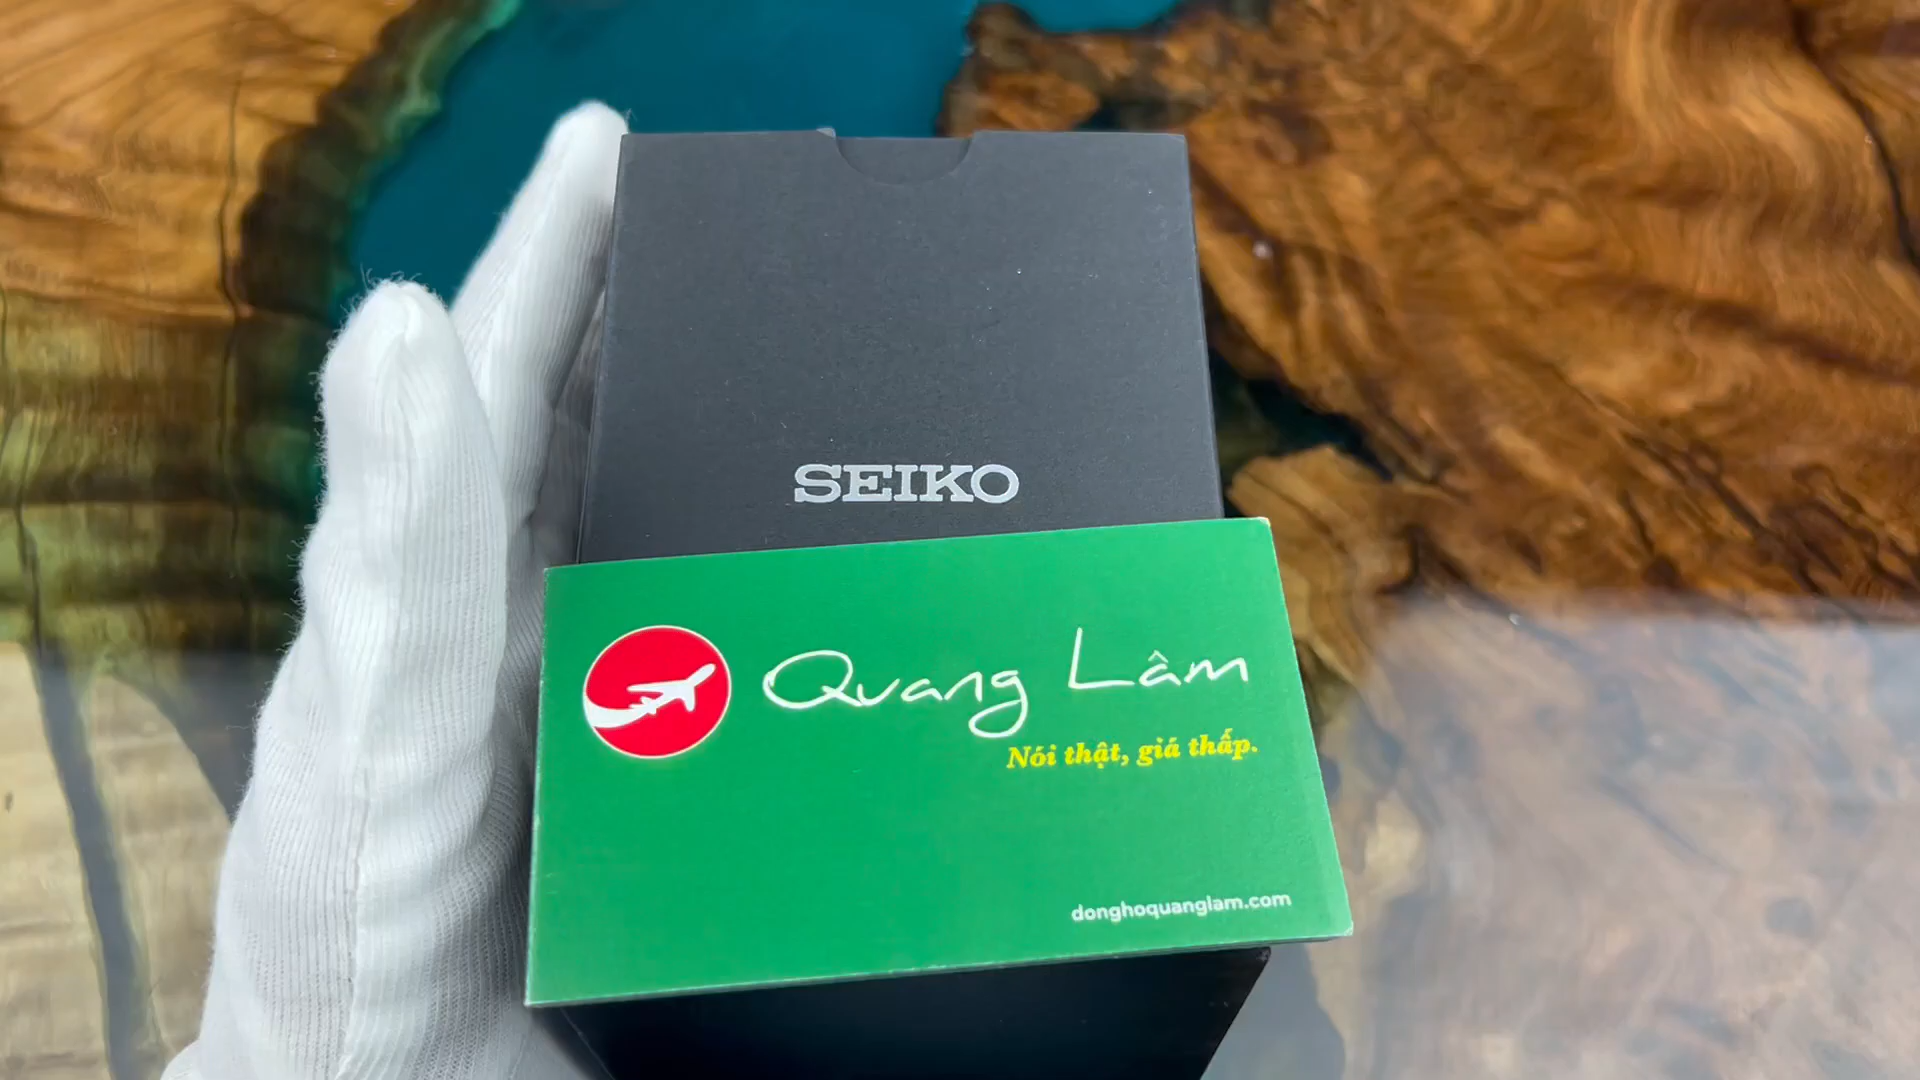 SEIKO
Quang Lâm
Nói thật, giá thấp.
donghoquanglam.com